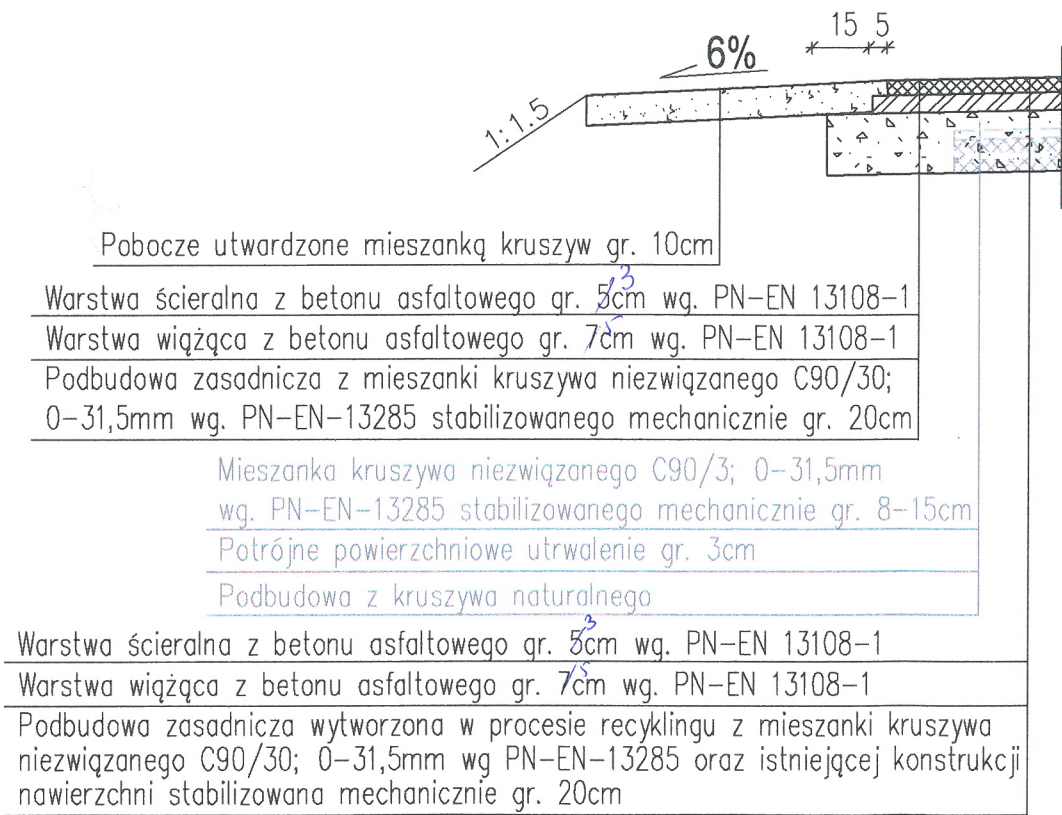 15 5
6%
1:1.5
Pobocze utwardzone mieszanką kruszyw gr. 10cm
3
Warstwa ścieralna z betonu asfaltowego gr. 5cm wg. PN-EN 13108-1
5
Warstwa wiążąca z betonu asfaltowego gr. 7cm wg. PN-EN 13108-1
Podbudowa zasadnicza z mieszanki kruszywa niezwiązanego C90/30;
0-31,5mm wg. PN-EN-13285 stabilizowanego mechanicznie gr. 20cm
Mieszanka kruszywa niezwiązanego C90/3; 0-31,5mm
wg. PN-EN-13285 stabilizowanego mechanicznie gr. 8-15cm
Potrójne powierzchniowe utrwalenie gr. 3cm
Podbudowa z kruszywa naturalnego
3
Warstwa ścieralna z betonu asfaltowego gr. 5cm wg. PN-EN 13108-1
5
Warstwa wiążąca z betonu asfaltowego gr. 7cm wg. PN-EN 13108-1
Podbudowa zasadnicza wytworzona w procesie recyklingu z mieszanki kruszywa
niezwiązanego C90/30; 0-31,5mm wg PN-EN-13285 oraz istniejącej konstrukcji
nawierzchni stabilizowana mechanicznie gr. 20cm